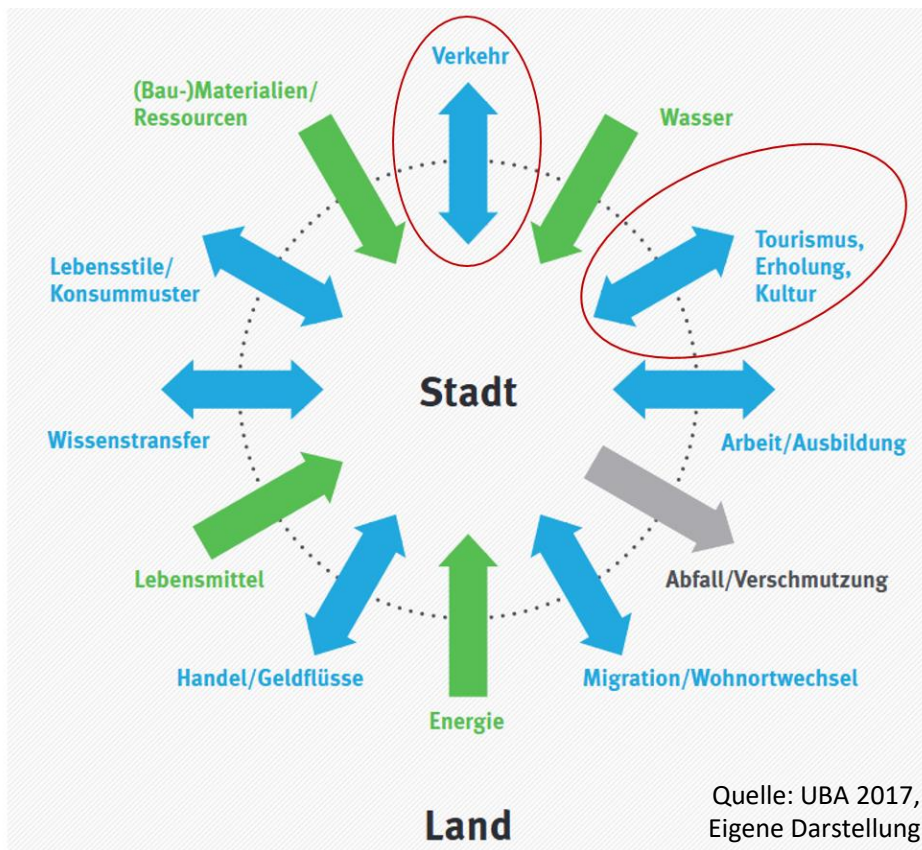 Verkehr
(Bau-)Materialien/
Ressourcen
Wasser
Lebensstile/
Konsummuster
Tourismus,
Erholung,
Kultur
Stadt
Wissenstransfer
Arbeit/Ausbildung
Lebensmittel
Abfall/Verschmutzung
Handel/Geldflüsse
Migration/Wohnortwechsel
Energie
Land
Quelle: UBA 2017,
Eigene Darstellung